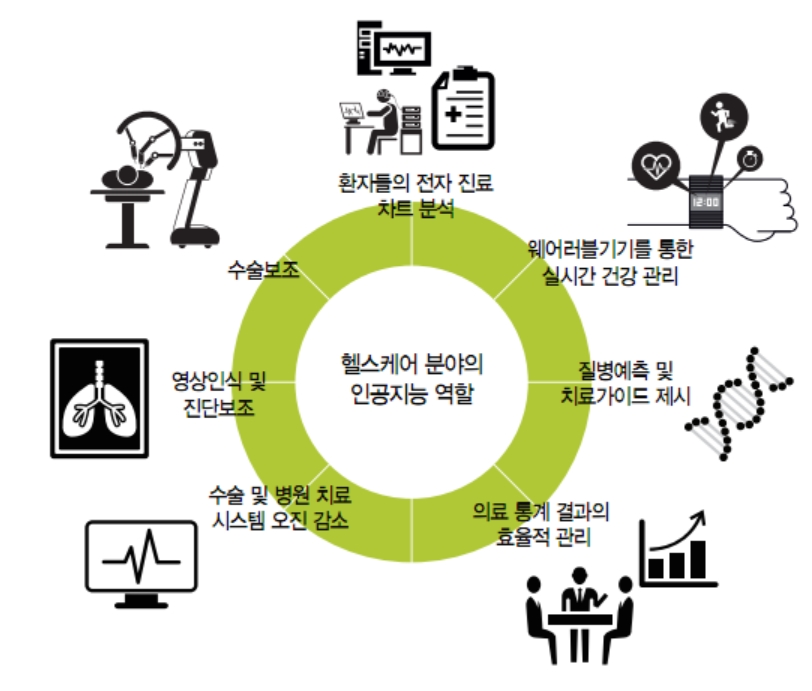 환자들의 전자 진료
차트 분석
12:00
웨어러블기기를 통한
실시간 건강 관리
수술보조
헬스케어 분야의
인공지능 역할
질병예측 및
치료가이드 제시
영상인식 및
진단보조
수술 및 병원 치료
시스템 오진 감소
의료 통계 결과의
효율적 관리